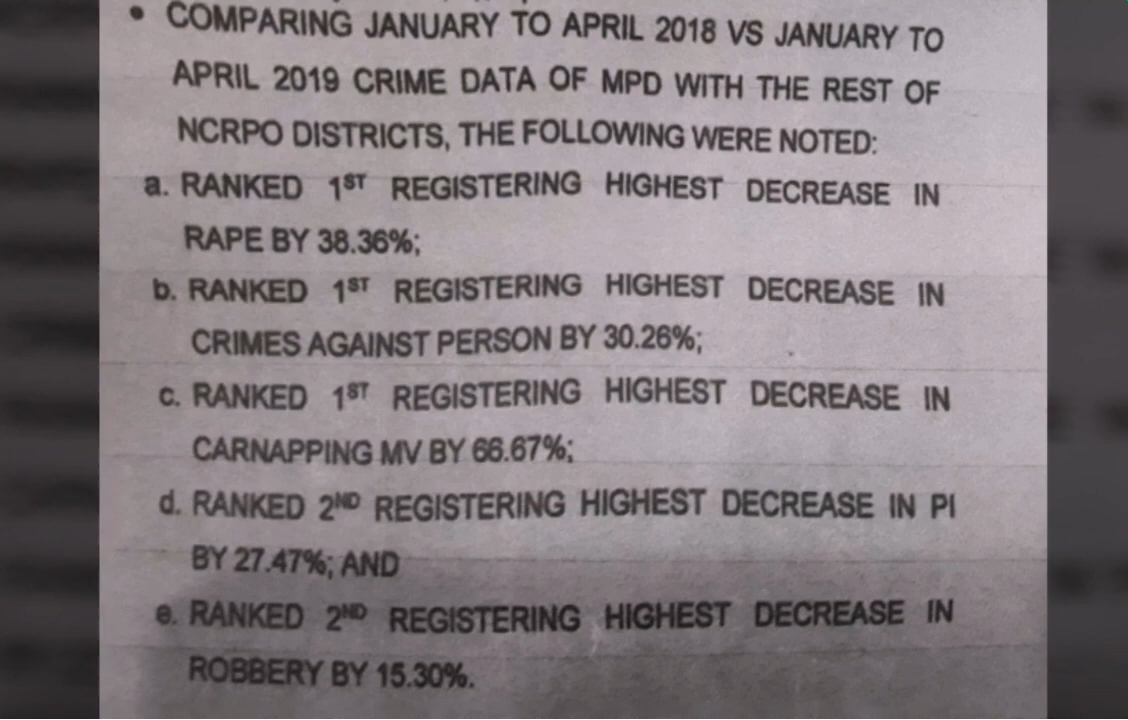 • COMPARING JANUARY TO APRIL 2018 VS JANUARY TO
APRIL 2019 CRIME DATA OF MPD WITH THE REST OF
NCRPO DISTRICTS, THE FOLLOWING WERE NOTED:
a. RANKED 1ST REGISTERING HIGHEST DECREASE IN
RAPE BY 38.36%;
b. RANKED 1ST REGISTERING HIGHEST DECREASE IN
CRIMES AGAINST PERSON BY 30.26%;
c. RANKED 1ST REGISTERING HIGHEST DECREASE IN
CARNAPPING MV BY 66.67%;
d. RANKED 2ND REGISTERING HIGHEST DECREASE IN PI
BY 27.47%; AND
e. RANKED 2ND REGISTERING HIGHEST DECREASE IN
ROBBERY BY 15.30%.